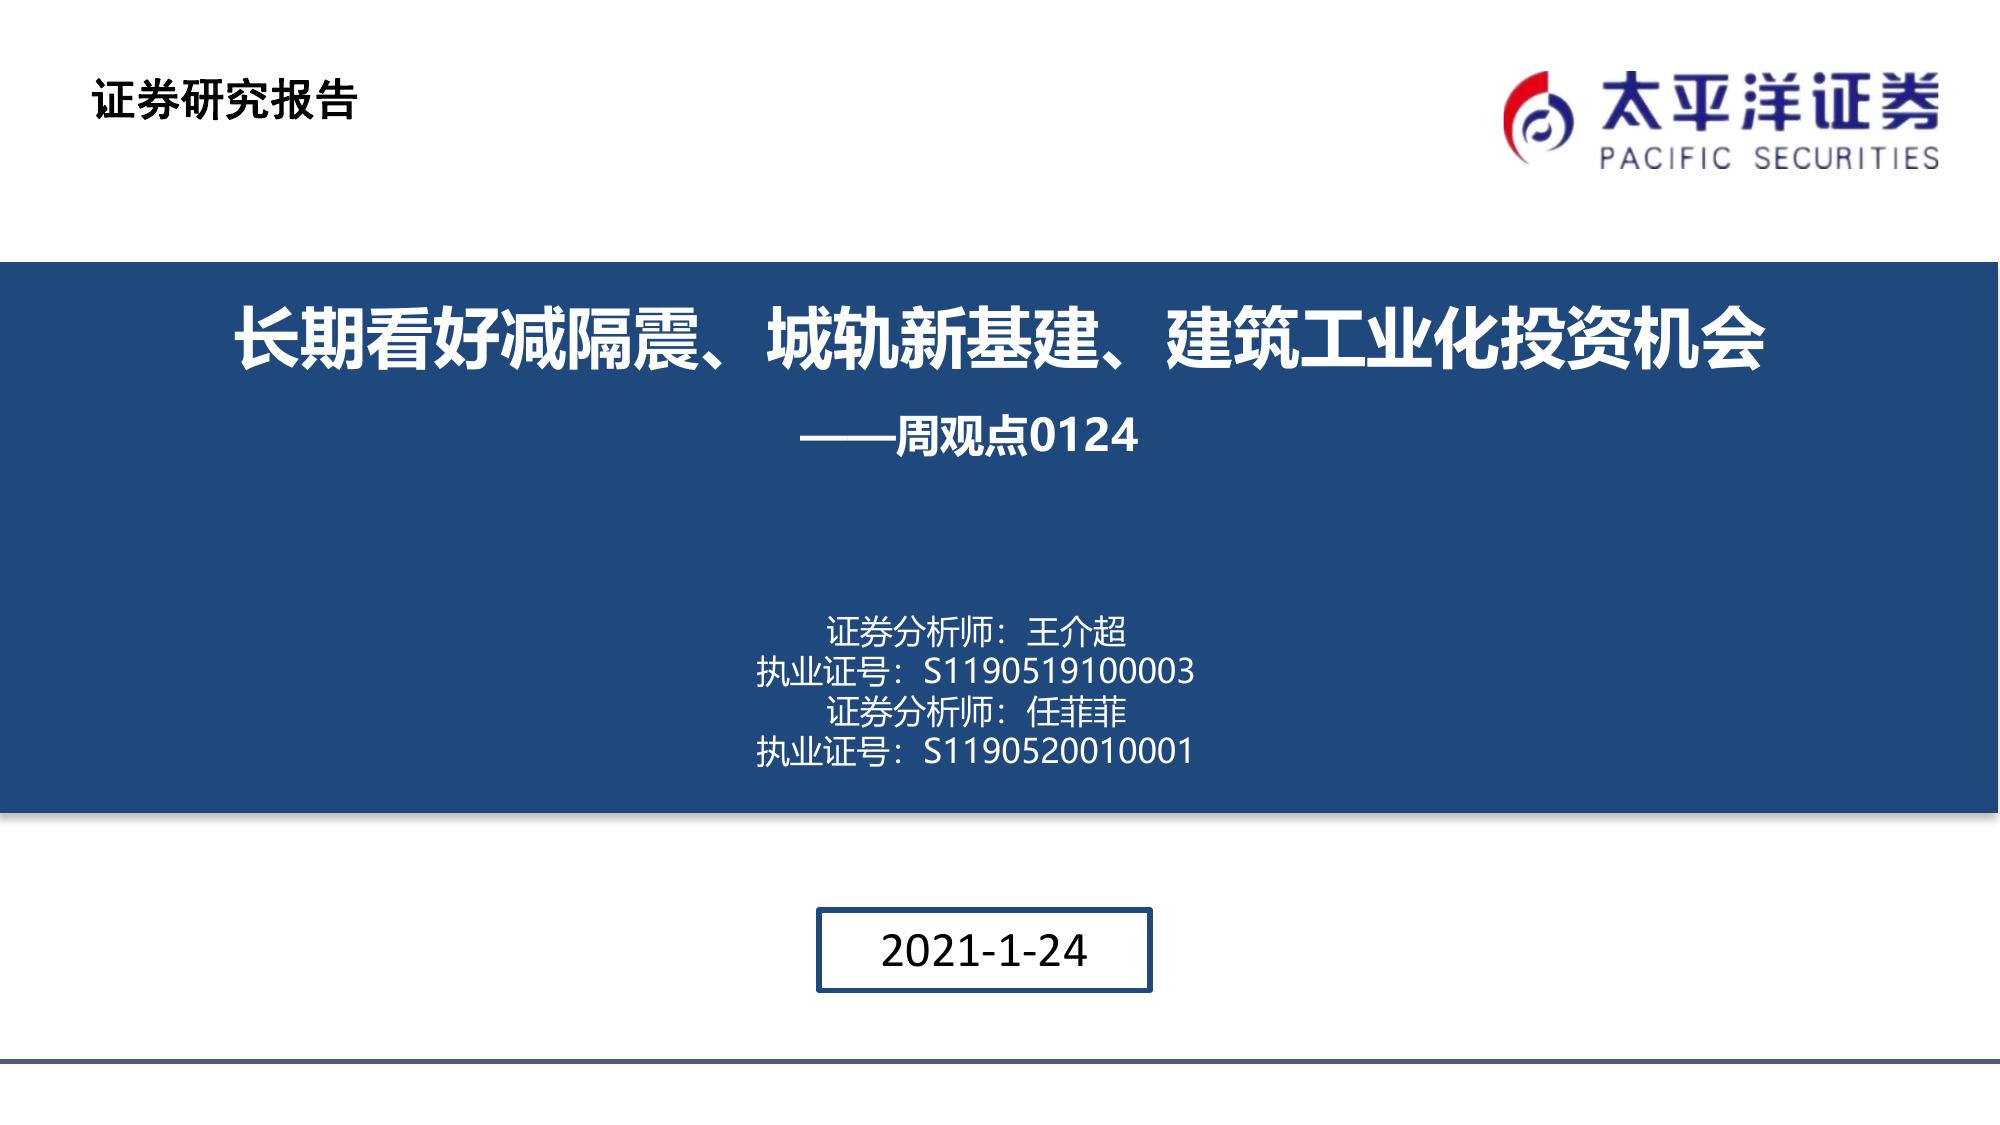 证券研究报告
太平洋证券
PACIFIC SECURITIES
长期看好减隔震、城轨新基建、建筑工业化投资机会
——周观点0124
证券分析师：王介超
执业证号：S1190519100003
证券分析师：任菲菲
执业证号：S1190520010001
2021-1-24